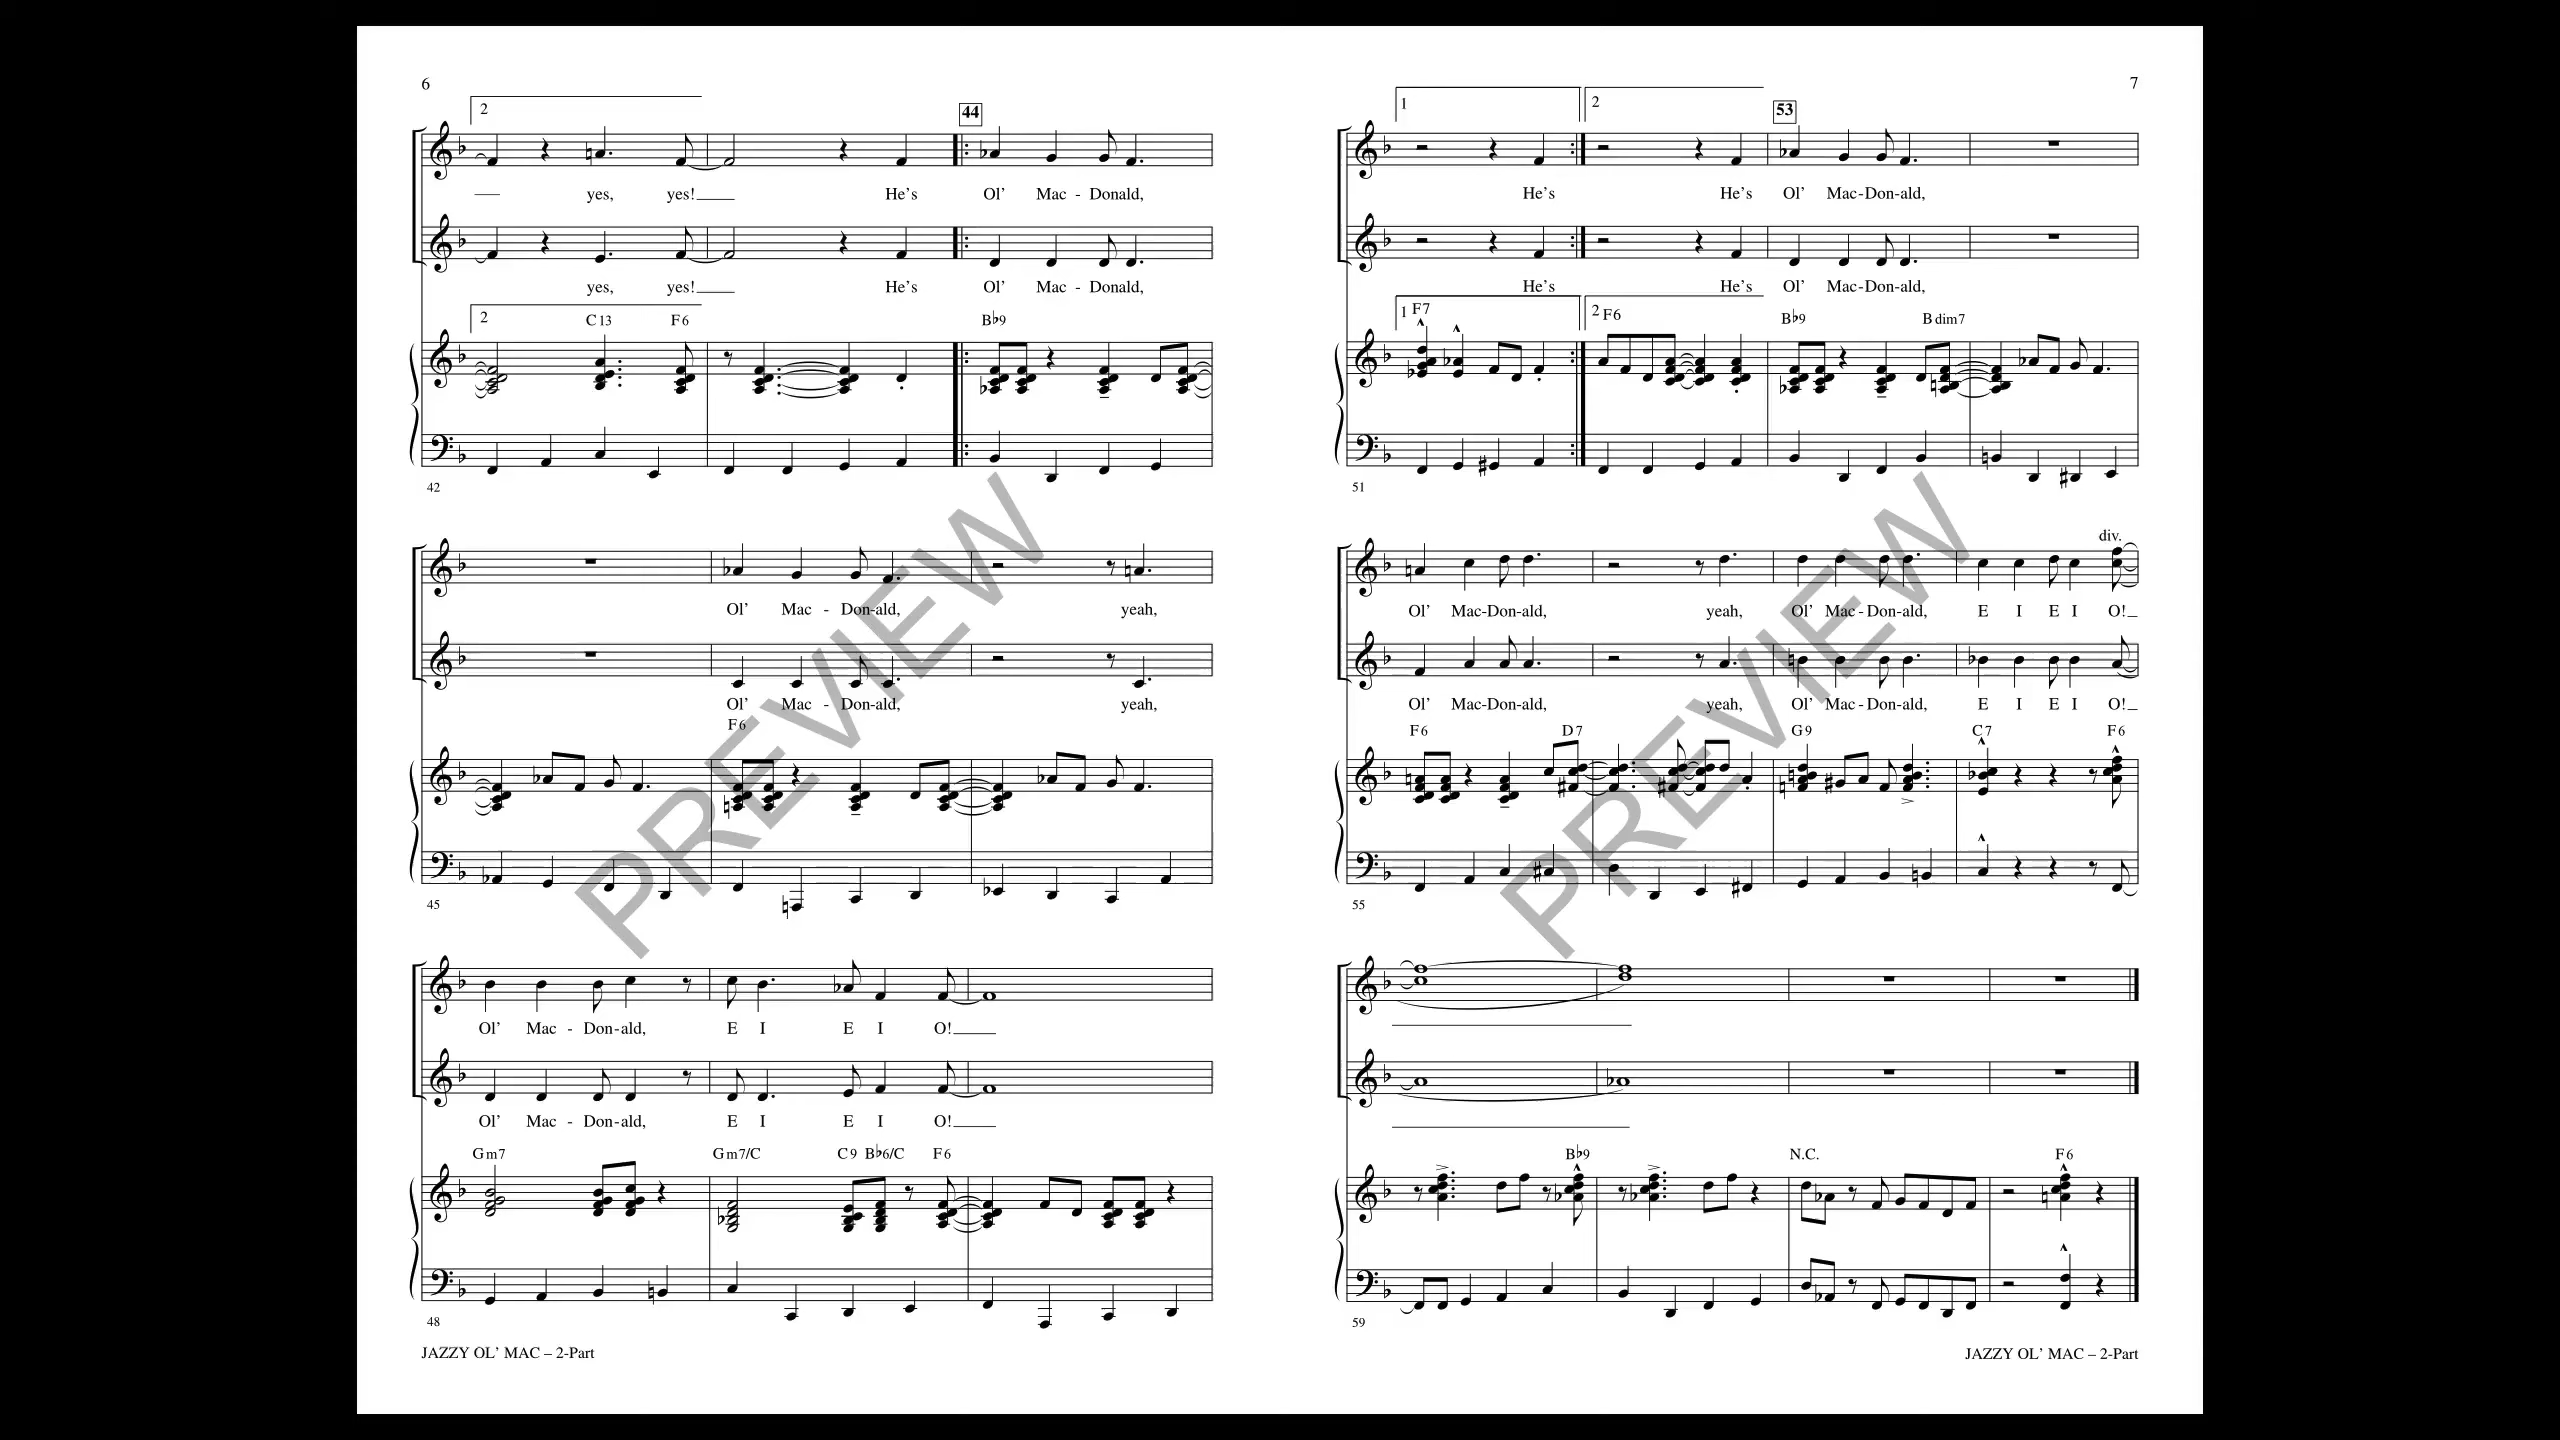 6
2
44
yes, yes! He's Ol' Mac - Donald,
yes, yes! He's Ol' Mac - Donald,
2 C13 F6 B♭9
42
Ol' Mac - Don-ald, yeah,
Ol' Mac - Don-ald, yeah,
F6
45
Ol' Mac - Don-ald, E I E I O!
Ol' Mac - Don-ald, E I E I O!
Gm7 Gm7/C C9 B♭6/C F6
48
JAZZY OL' MAC – 2-Part
PREVIEW
7
1 2 53
He's He's Ol' Mac-Don-ald,
He's He's Ol' Mac-Don-ald,
1 F7 2 F6 B♭9 Bdim7
51
div.
Ol' Mac-Don-ald, yeah, Ol' Mac-Don-ald, E I E I O!
Ol' Mac-Don-ald, yeah, Ol' Mac-Don-ald, E I E I O!
F6 D7 G9 C7 F6
55
B♭9 N.C. F6
59
JAZZY OL' MAC – 2-Part
PREVIEW